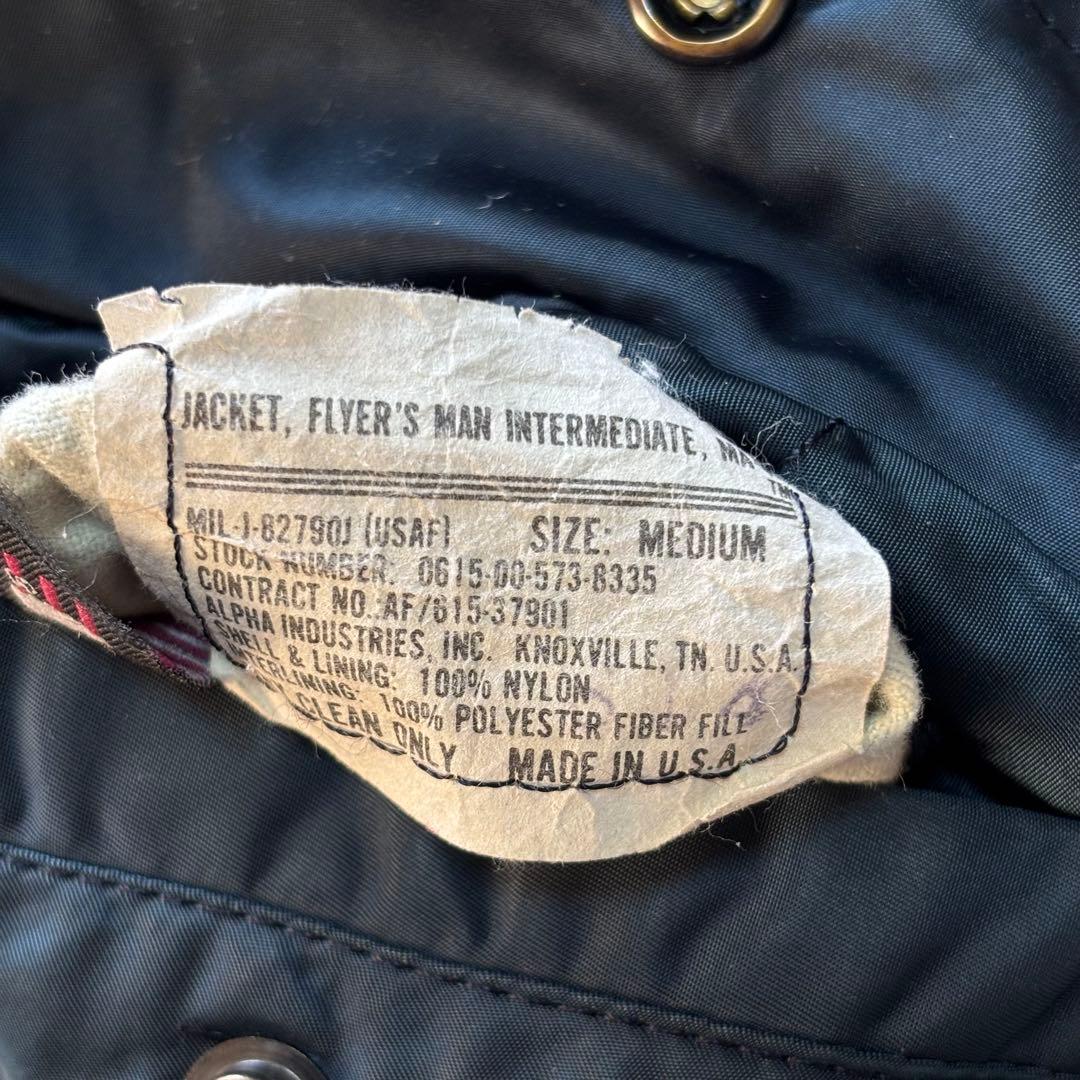 JACKET, FLYER'S MAN INTERMEDIATE, MA
TM
MIL-J-82790J (USAF) SIZE: MEDIUM
STOCK NUMBER: 0615-00-573-8335
CONTRACT NO.:AF/615-37901
ALPHA INDUSTRIES, INC. KNOXVILLE, TN. U.S.A.
SHELL & LINING: 100% NYLON
INTERLINING: 100% POLYESTER FIBER FILL
CLEAN ONLY MADE IN U.S.A.